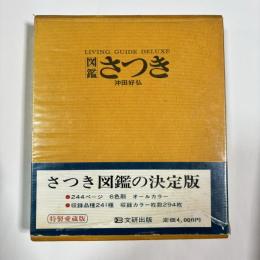 LIVING GUIDE DELUXE
図鑑 さつき
沖田好弘
さつき図鑑の決定版
●244ページ 6色刷 オールカラー
●収録品種241種 収録カラー枚数294枚
特製愛蔵版
文研出版
定価4,000円